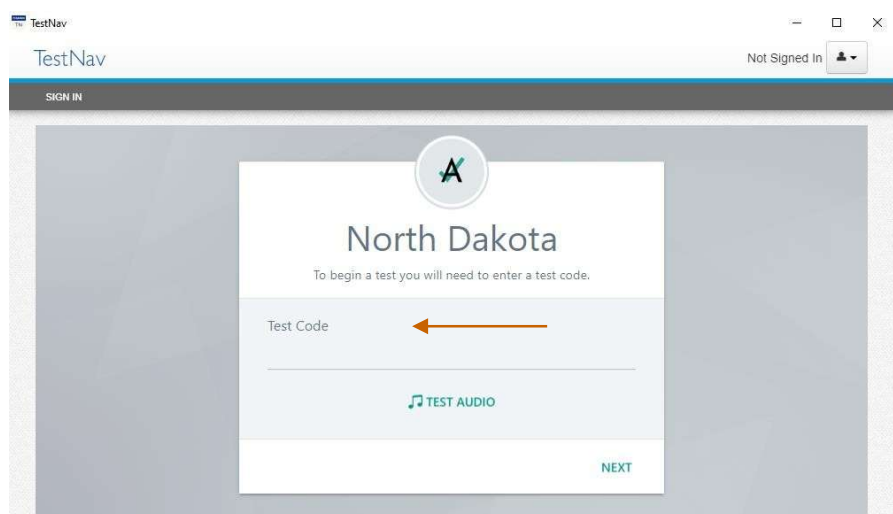 TestNav
TestNav
Not Signed In
SIGN IN
North Dakota
To begin a test you will need to enter a test code.
Test Code
TEST AUDIO
NEXT